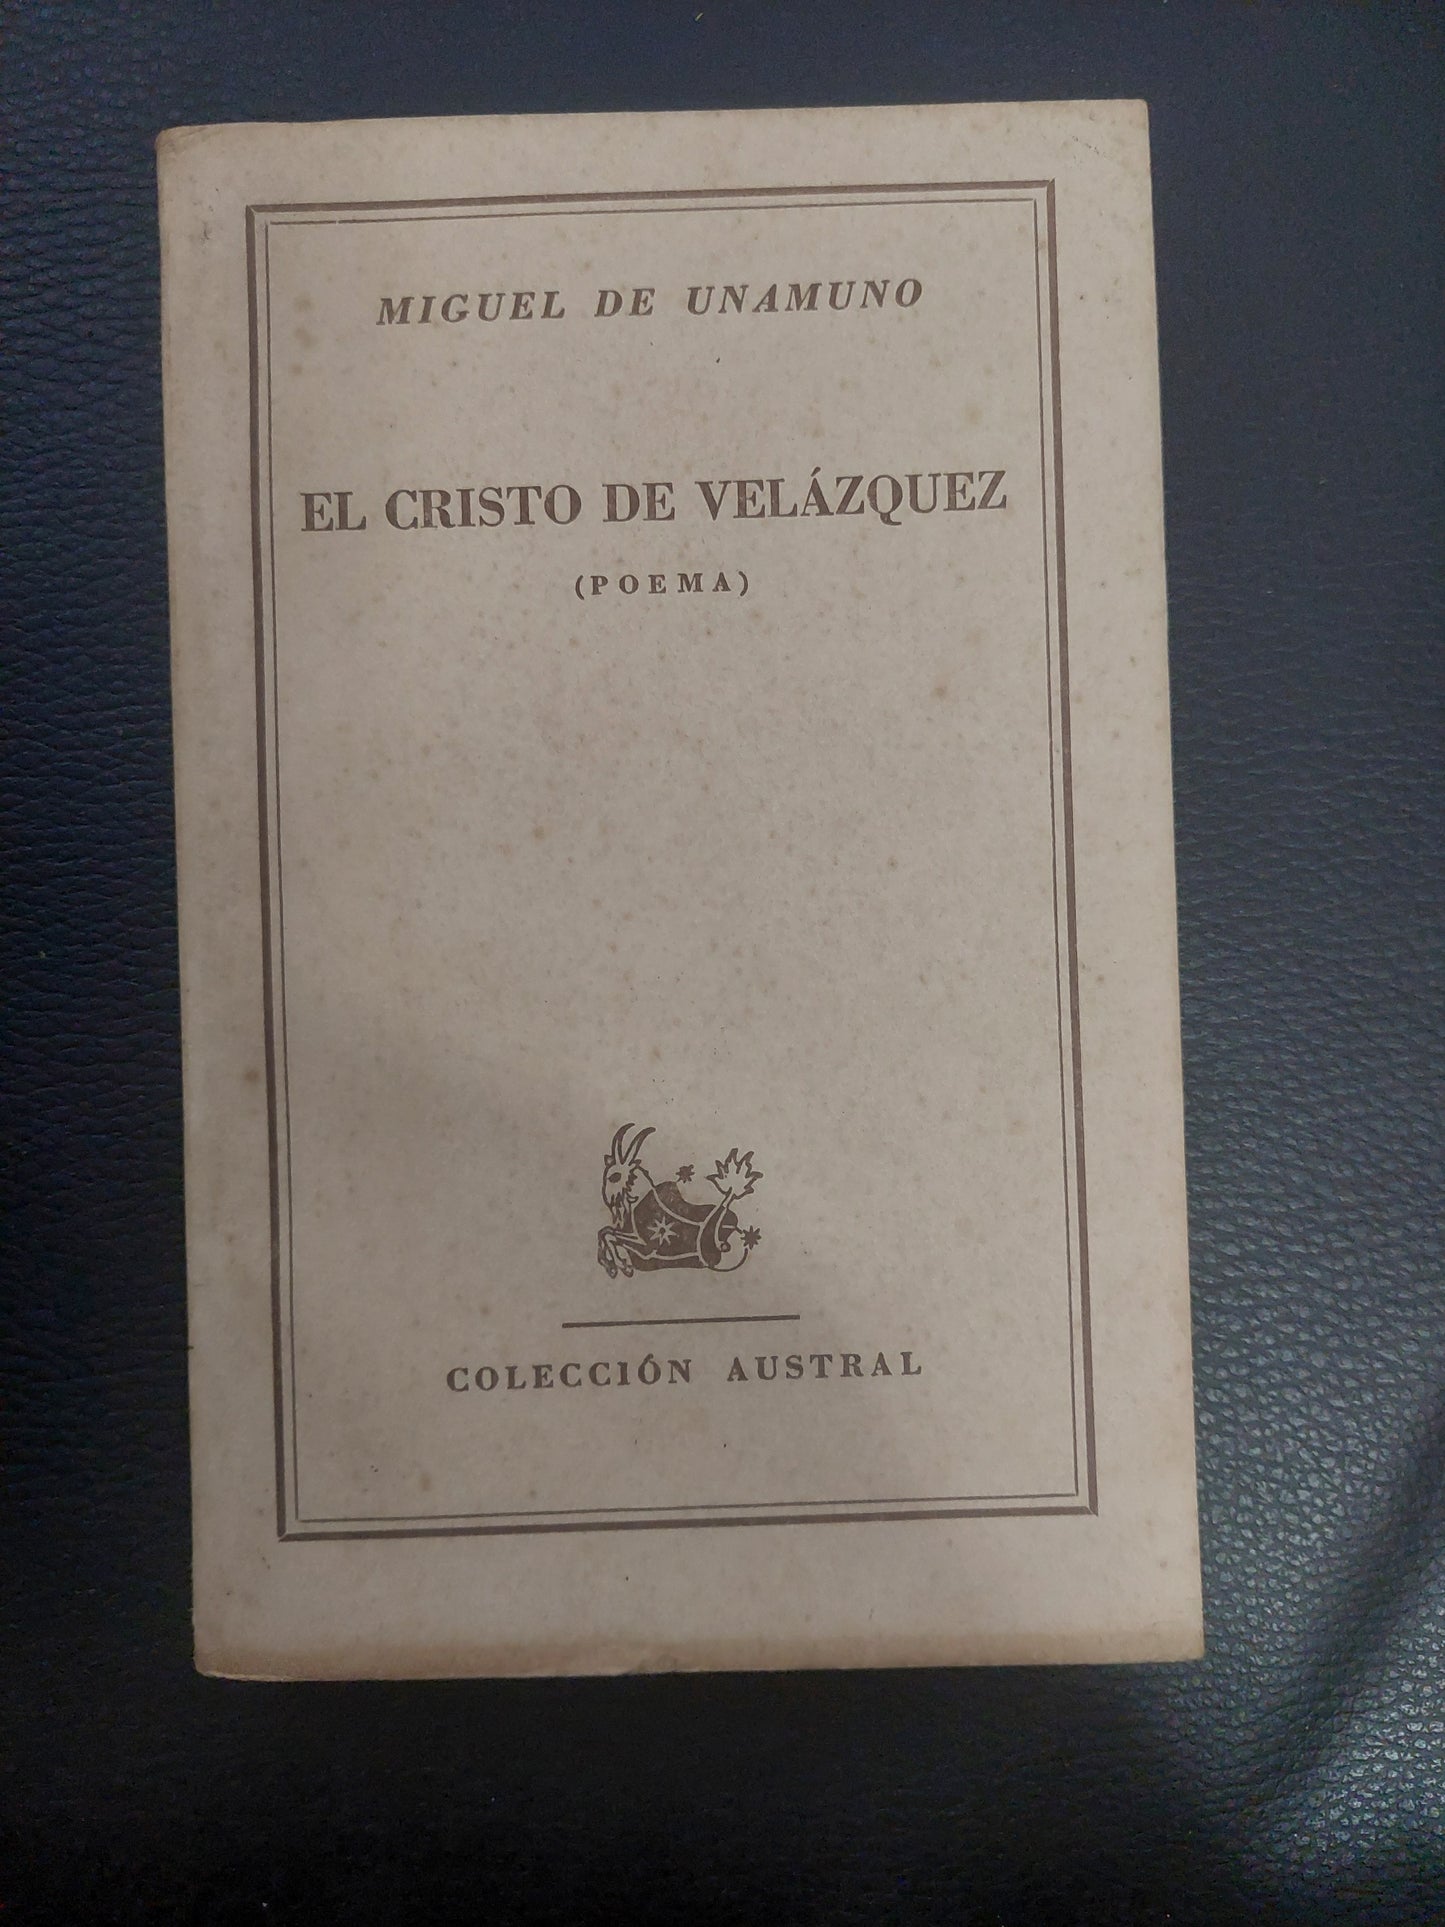 MIGUEL DE UNAMUNO
EL CRISTO DE VELÁZQUEZ
(POEMA)
COLECCIÓN AUSTRAL